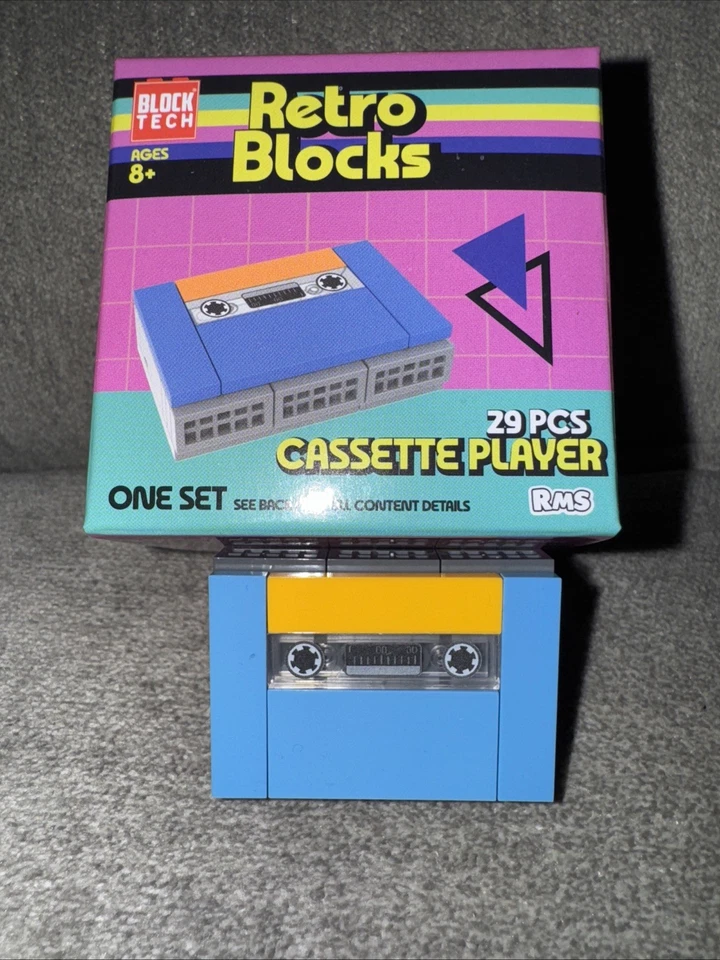 BLOCK
TECH
AGES
8+
Retro
Blocks
29 PCS
CASSETTE PLAYER
ONE SET
SEE BACK CONTENT DETAILS
RMS